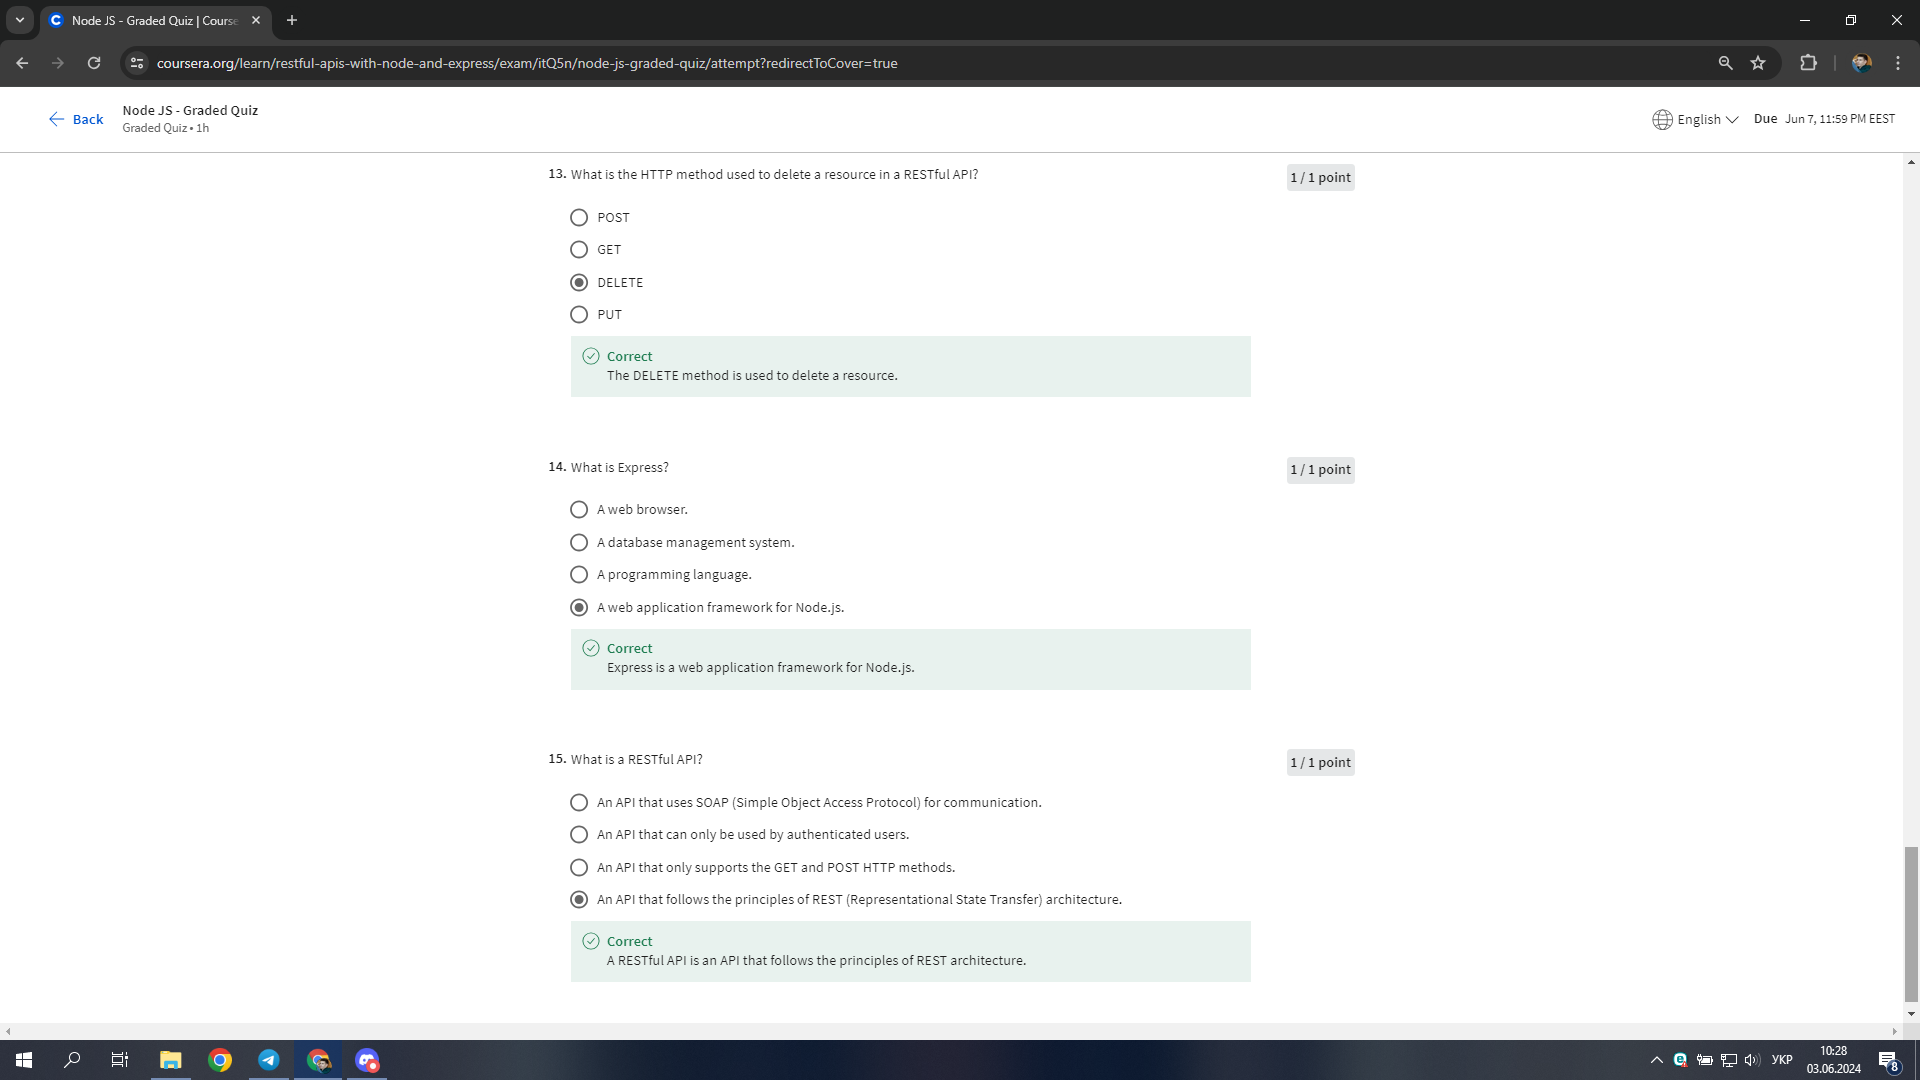 Node JS - Graded Quiz | Course
coursera.org/learn/restful-apis-with-node-and-express/exam/itQ5n/node-js-graded-quiz/attempt?redirectToCover=true
Back
Node JS - Graded Quiz
Graded Quiz • 1h
English
Due Jun 7, 11:59 PM EEST
13. What is the HTTP method used to delete a resource in a RESTful API?
1 / 1 point
POST
GET
DELETE
PUT
Correct
The DELETE method is used to delete a resource.
14. What is Express?
1 / 1 point
A web browser.
A database management system.
A programming language.
A web application framework for Node.js.
Correct
Express is a web application framework for Node.js.
15. What is a RESTful API?
1 / 1 point
An API that uses SOAP (Simple Object Access Protocol) for communication.
An API that can only be used by authenticated users.
An API that only supports the GET and POST HTTP methods.
An API that follows the principles of REST (Representational State Transfer) architecture.
Correct
A RESTful API is an API that follows the principles of REST architecture.
УКР
10:28
03.06.2024
8